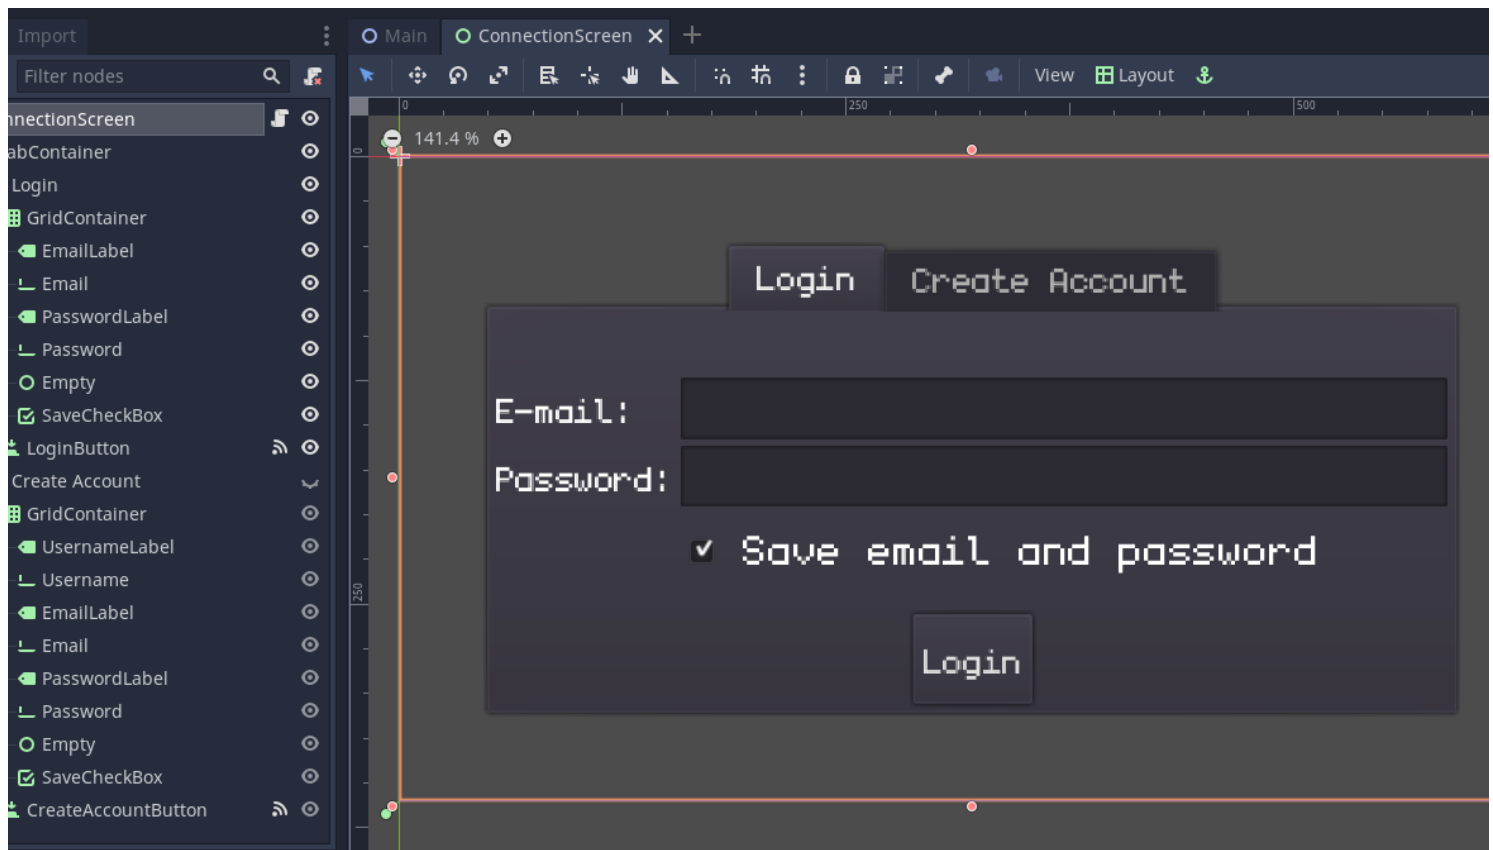 Import
Main
ConnectionScreen
Filter nodes
View
Layout
0
250
500
141.4 %
0
250
nnectionScreen
abContainer
Login
GridContainer
EmailLabel
Email
PasswordLabel
Password
Empty
SaveCheckBox
LoginButton
Create Account
GridContainer
UsernameLabel
Username
EmailLabel
Email
PasswordLabel
Password
Empty
SaveCheckBox
CreateAccountButton
Login
Create Account
E-mail:
Password:
Save email and password
Login